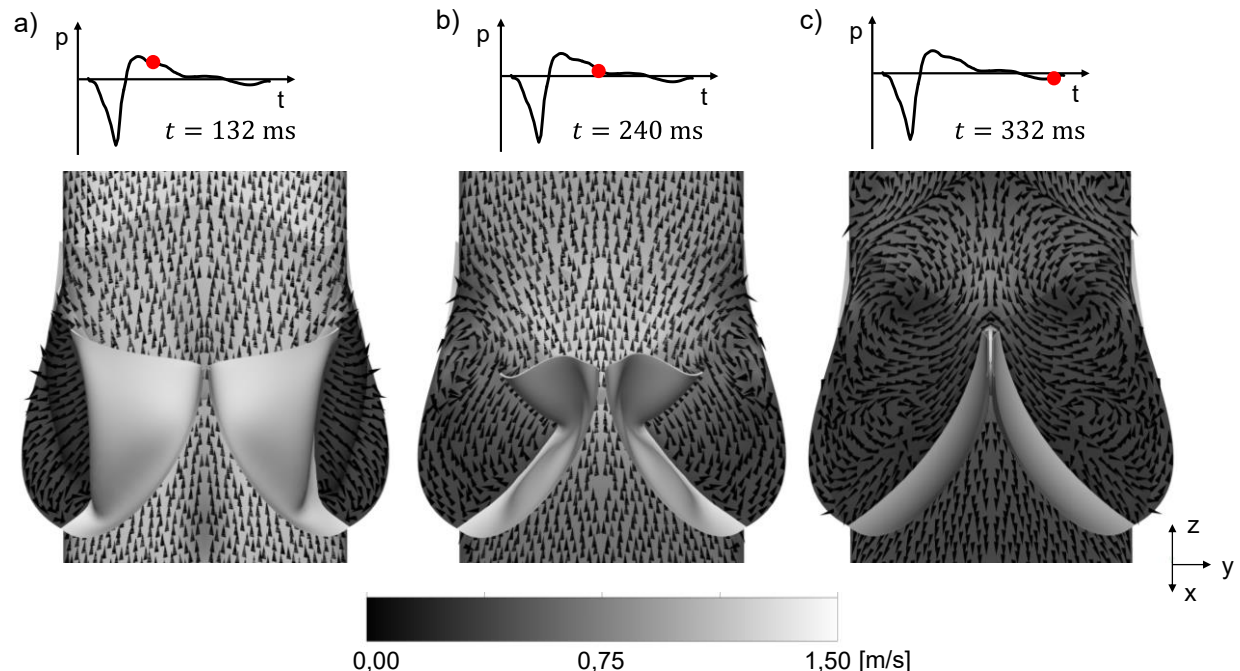 a)
p
t
t = 132 ms
b)
p
t
t = 240 ms
c)
p
t
t = 332 ms
z
y
x
0,00 0,75 1,50 [m/s]